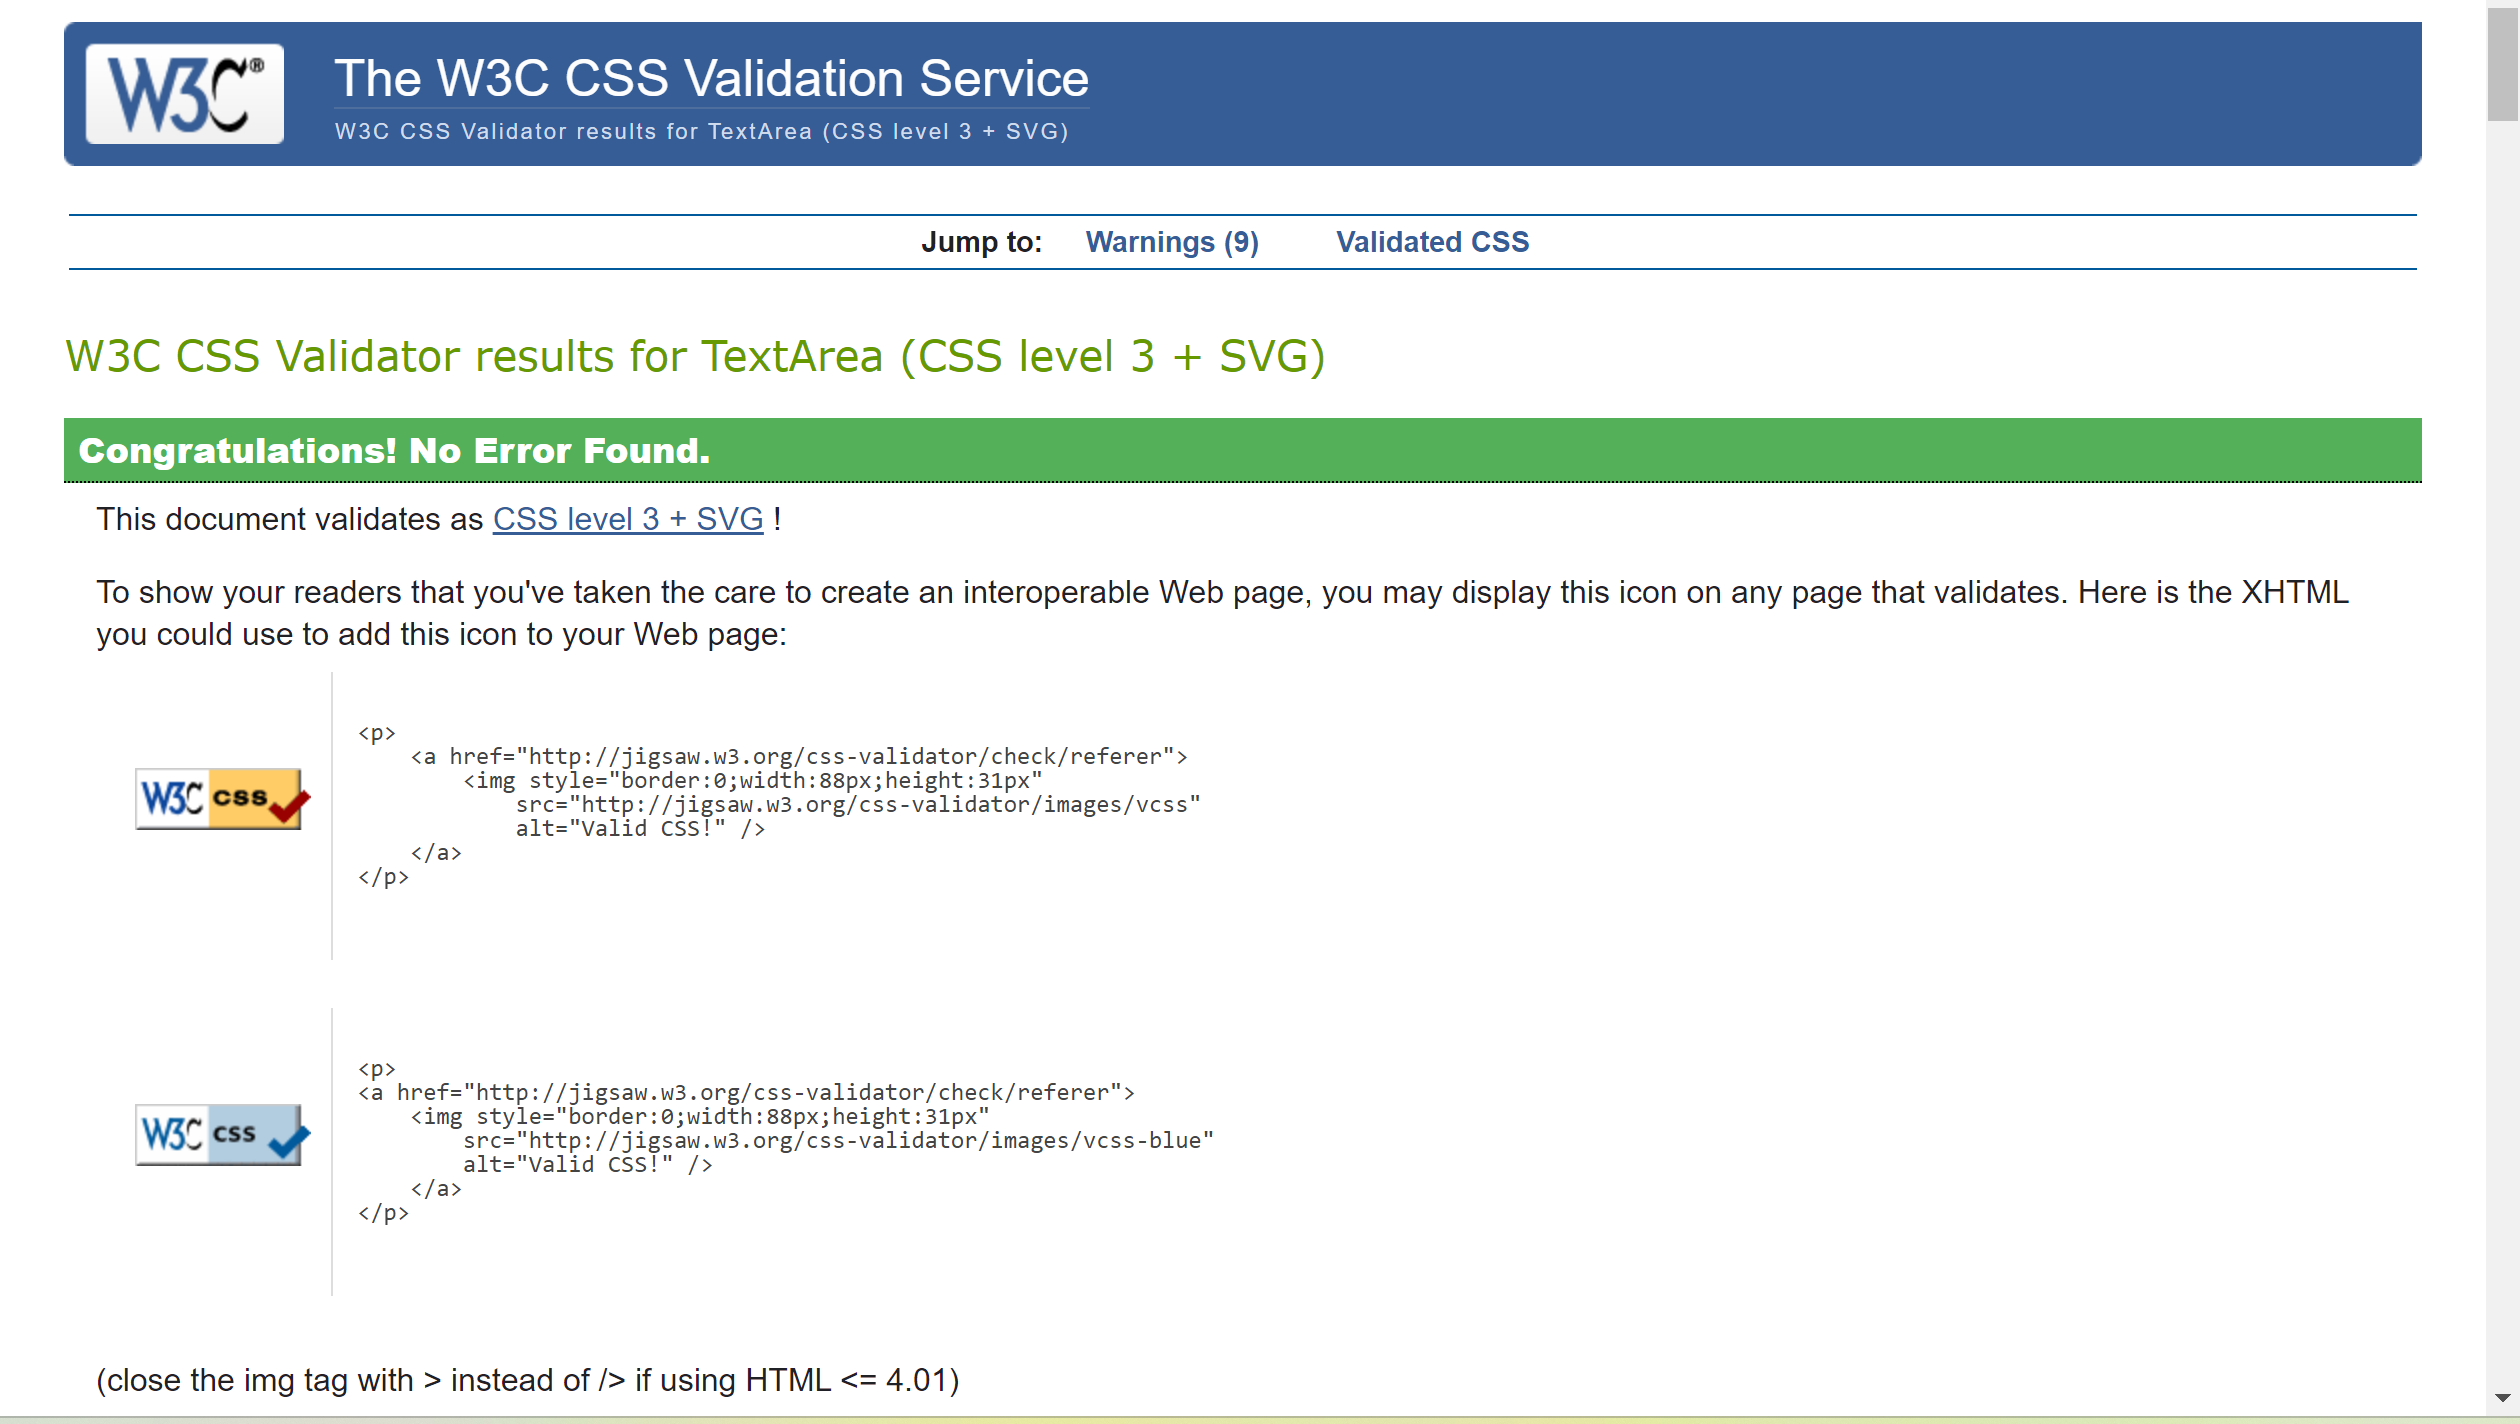 W3C®
The W3C CSS Validation Service
W3C CSS Validator results for TextArea (CSS level 3 + SVG)
Jump to: Warnings (9) Validated CSS
W3C CSS Validator results for TextArea (CSS level 3 + SVG)
Congratulations! No Error Found.
This document validates as CSS level 3 + SVG !
To show your readers that you've taken the care to create an interoperable Web page, you may display this icon on any page that validates. Here is the XHTML
you could use to add this icon to your Web page:
W3C css
<p>
    <a href="http://jigsaw.w3.org/css-validator/check/referer">
        <img style="border:0;width:88px;height:31px"
            src="http://jigsaw.w3.org/css-validator/images/vcss"
            alt="Valid CSS!" />
    </a>
</p>
W3C css
<p>
<a href="http://jigsaw.w3.org/css-validator/check/referer">
    <img style="border:0;width:88px;height:31px"
        src="http://jigsaw.w3.org/css-validator/images/vcss-blue"
        alt="Valid CSS!" />
    </a>
</p>
(close the img tag with > instead of /> if using HTML <= 4.01)